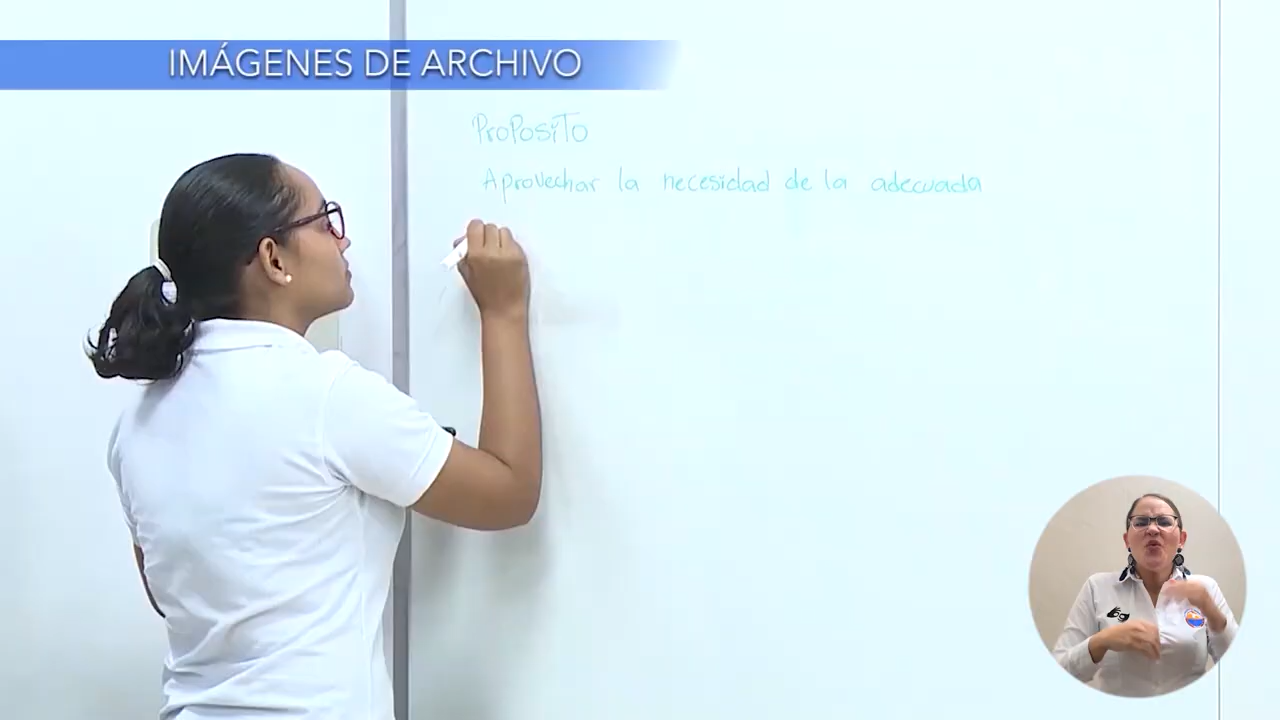 IMÁGENES DE ARCHIVO
ProPosiTo
Aprovechar la necesidad de la adecuada